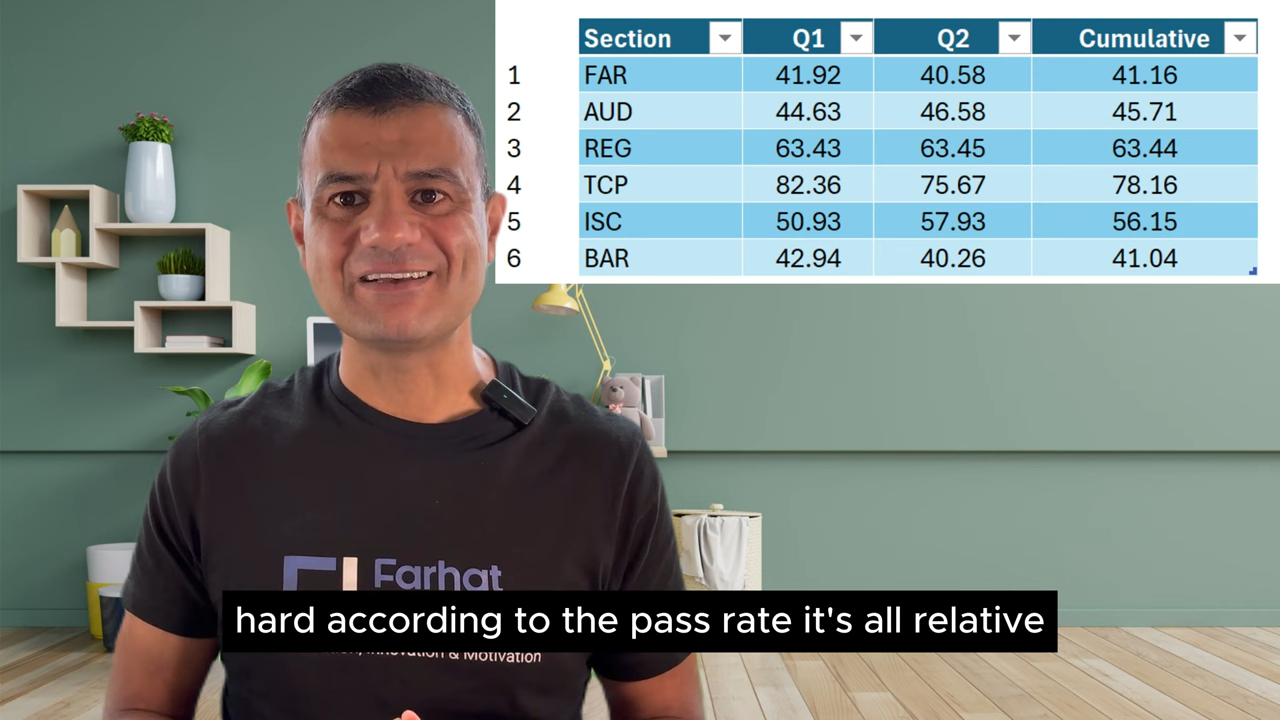 Section Q1 Q2 Cumulative
1 FAR 41.92 40.58 41.16
2 AUD 44.63 46.58 45.71
3 REG 63.43 63.45 63.44
4 TCP 82.36 75.67 78.16
5 ISC 50.93 57.93 56.15
6 BAR 42.94 40.26 41.04
Farhat
hard according to the pass rate it's all relative
& Motivation